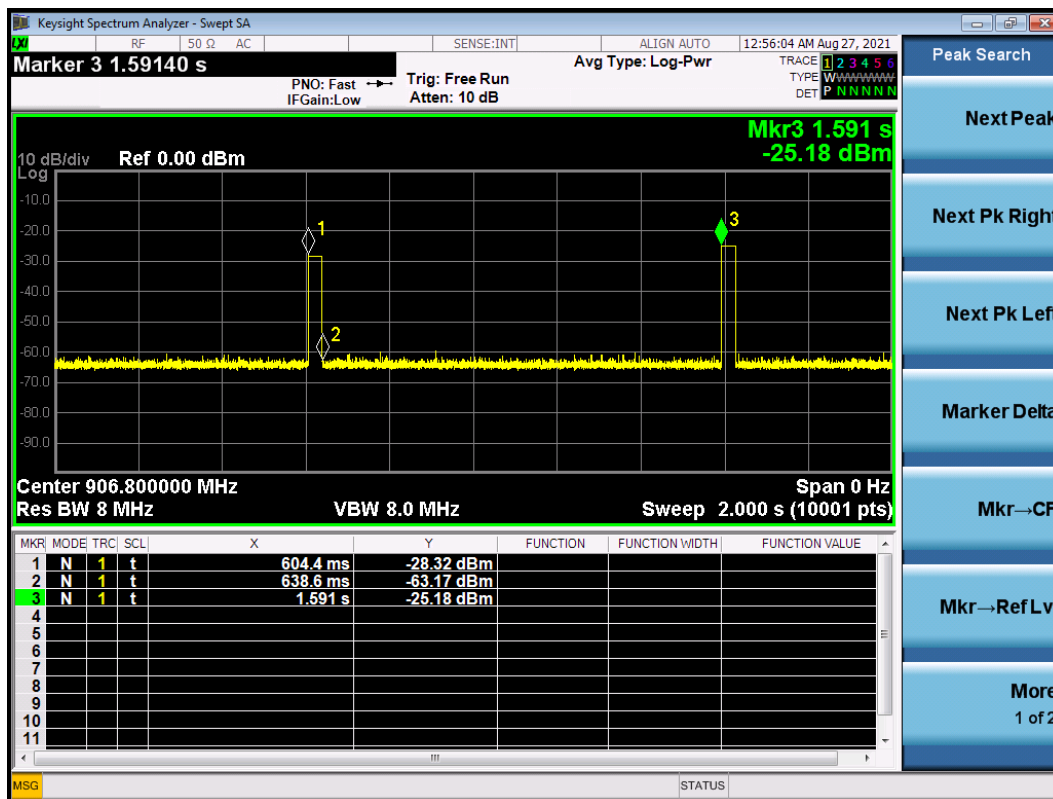 Keysight Spectrum Analyzer - Swept SA
LXI RF 50 Ω AC SENSE:INT ALIGN AUTO 12:56:04 AM Aug 27, 2021
Marker 3 1.59140 s
PNO: Fast
IFGain:Low
Trig: Free Run
Atten: 10 dB
Avg Type: Log-Pwr
TRACE 1 2 3 4 5 6
TYPE WWWWWW
DET P N N N N N
Mkr3 1.591 s
-25.18 dBm
10 dB/div Ref 0.00 dBm
Log
-10.0
-20.0
-30.0
-40.0
-50.0
-60.0
-70.0
-80.0
-90.0
1
2
3
Center 906.800000 MHz Span 0 Hz
Res BW 8 MHz VBW 8.0 MHz Sweep 2.000 s (10001 pts)
MKR MODE TRC SCL X Y FUNCTION FUNCTION WIDTH FUNCTION VALUE
1 N 1 t 604.4 ms -28.32 dBm
2 N 1 t 638.6 ms -63.17 dBm
3 N 1 t 1.591 s -25.18 dBm
4
5
6
7
8
9
10
11
MSG STATUS
Peak Search
Next Peak
Next Pk Right
Next Pk Left
Marker Delta
Mkr→CF
Mkr→Ref Lv
More
1 of 2